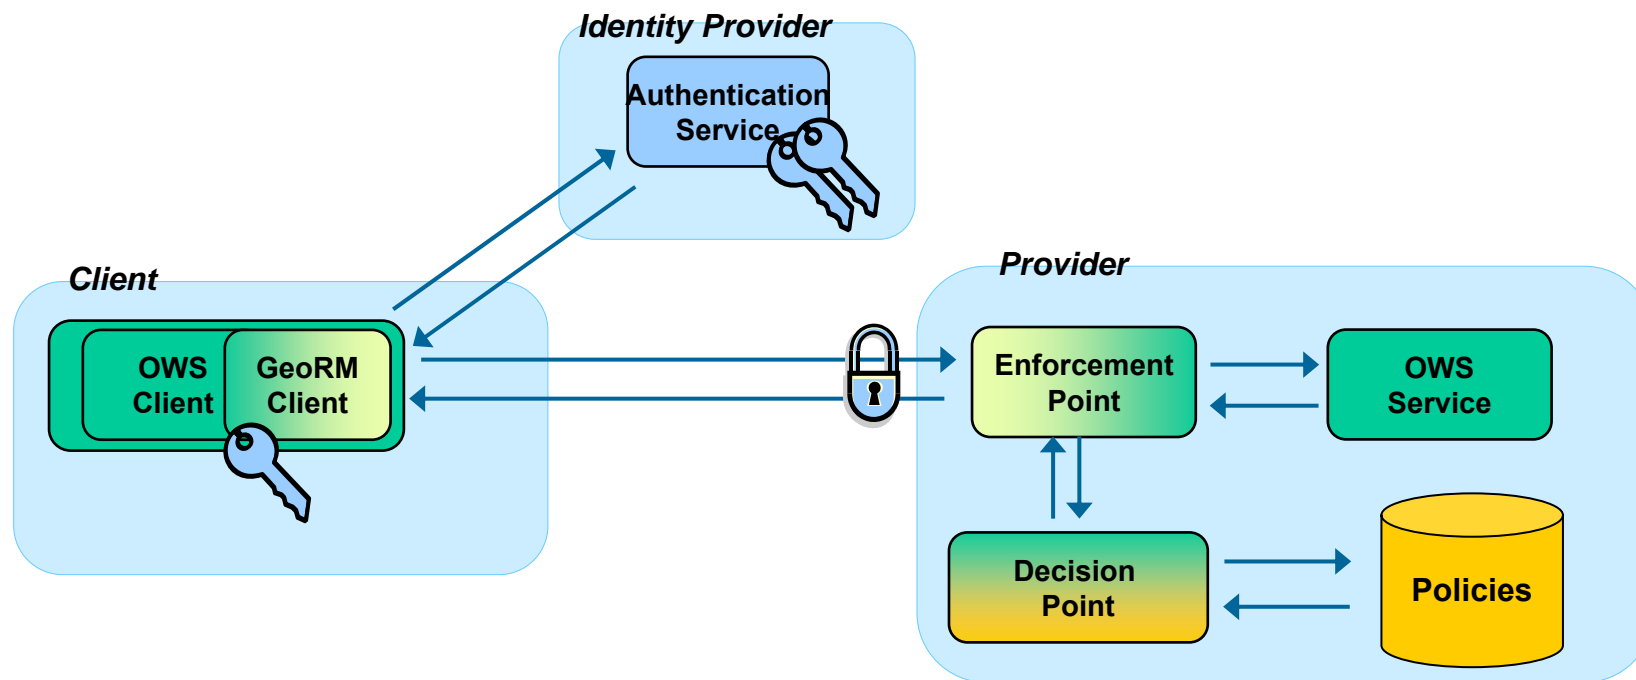 Identity Provider
Authentication
Service
Client
OWS
Client
GeoRM
Client
Provider
Enforcement
Point
OWS
Service
Decision
Point
Policies